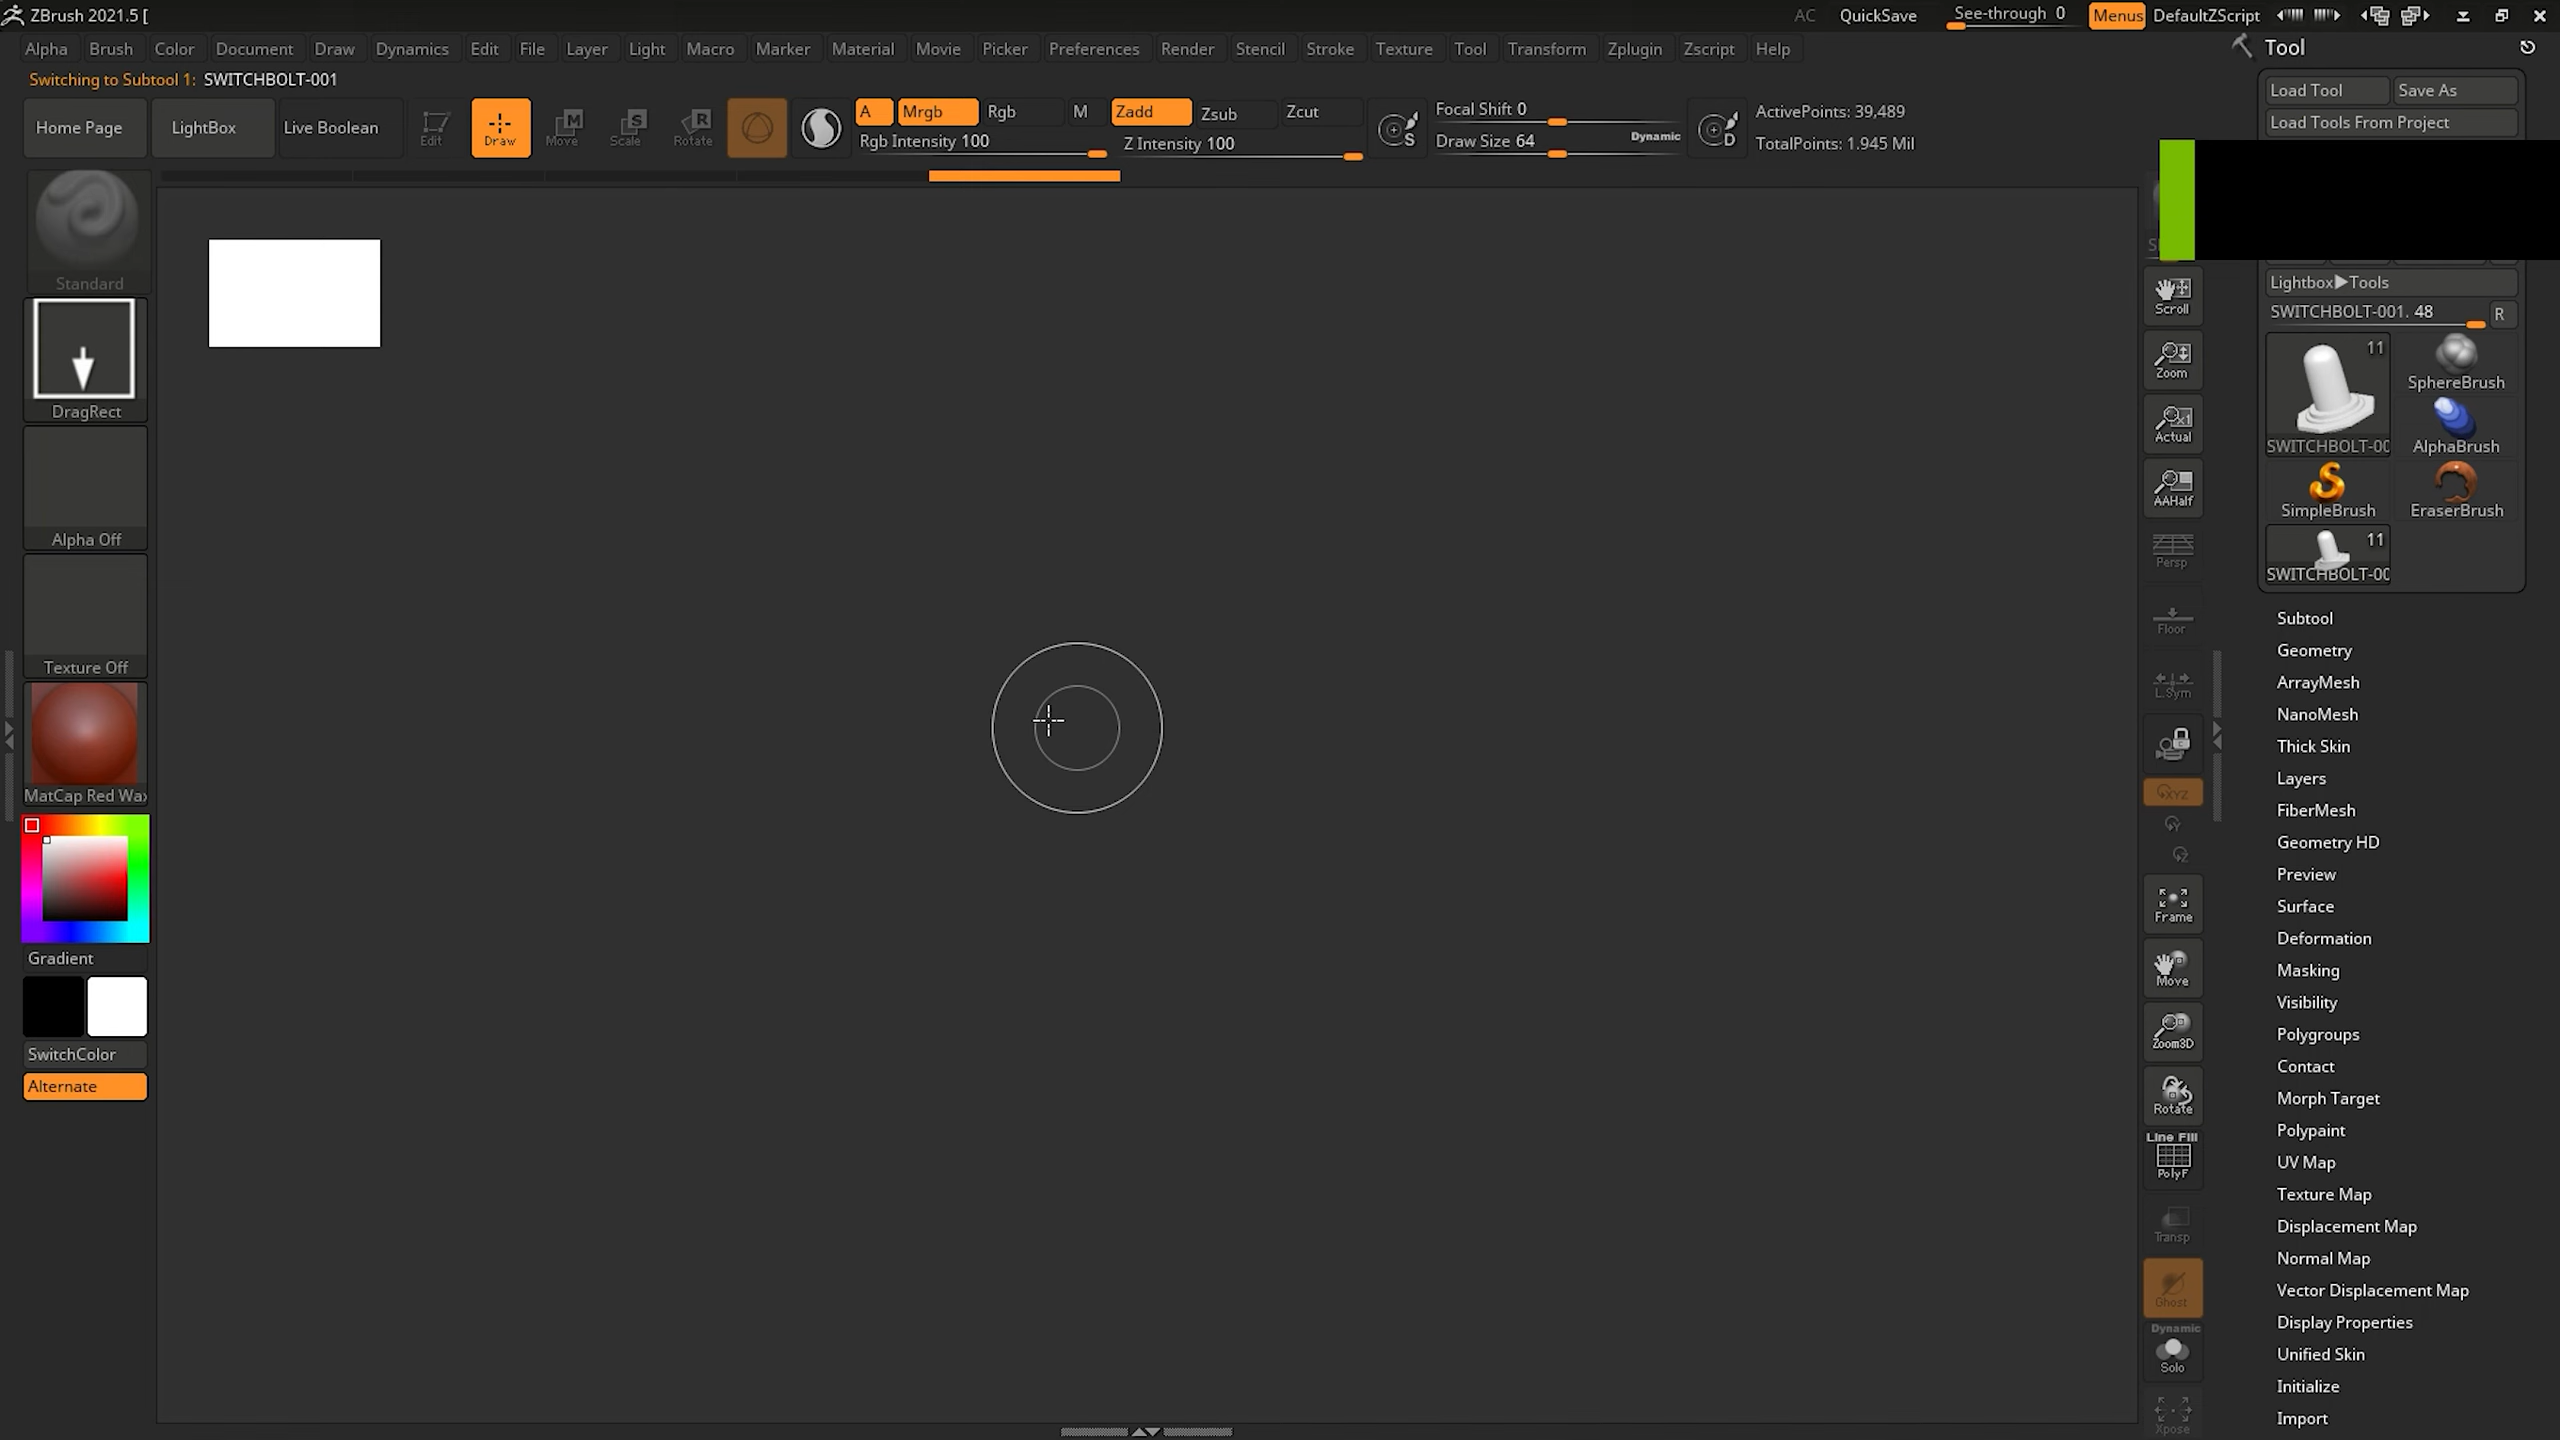 ZBrush 2021.5 [
AC QuickSave See-through 0 Menus DefaultZScript
Alpha Brush Color Document Draw Dynamics Edit File Layer Light Macro Marker Material Movie Picker Preferences Render Stencil Stroke Texture Tool Transform Zplugin Zscript Help
Switching to Subtool 1: SWITCHBOLT-001
Home Page LightBox Live Boolean Edit Draw Move Scale Rotate
A Mrgb Rgb M Zadd Zsub Zcut
Rgb Intensity 100 Z Intensity 100
Focal Shift 0
Draw Size 64 Dynamic
ActivePoints: 39,489
TotalPoints: 1.945 Mil
Standard
DragRect
Alpha Off
Texture Off
MatCap Red Wax
Gradient
SwitchColor
Alternate
Scroll
Zoom
Actual
AAHalf
Persp
Floor
L.Sym
XYZ
Frame
Move
Zoom3D
Rotate
Line Fill
PolyF
Transp
Ghost
Dynamic
Solo
Xpose
Tool
Load Tool Save As
Load Tools From Project
Lightbox▶Tools
SWITCHBOLT-001. 48 R
11
SWITCHBOLT-00
SphereBrush
AlphaBrush
SimpleBrush EraserBrush
11
SWITCHBOLT-00
Subtool
Geometry
ArrayMesh
NanoMesh
Thick Skin
Layers
FiberMesh
Geometry HD
Preview
Surface
Deformation
Masking
Visibility
Polygroups
Contact
Morph Target
Polypaint
UV Map
Texture Map
Displacement Map
Normal Map
Vector Displacement Map
Display Properties
Unified Skin
Initialize
Import